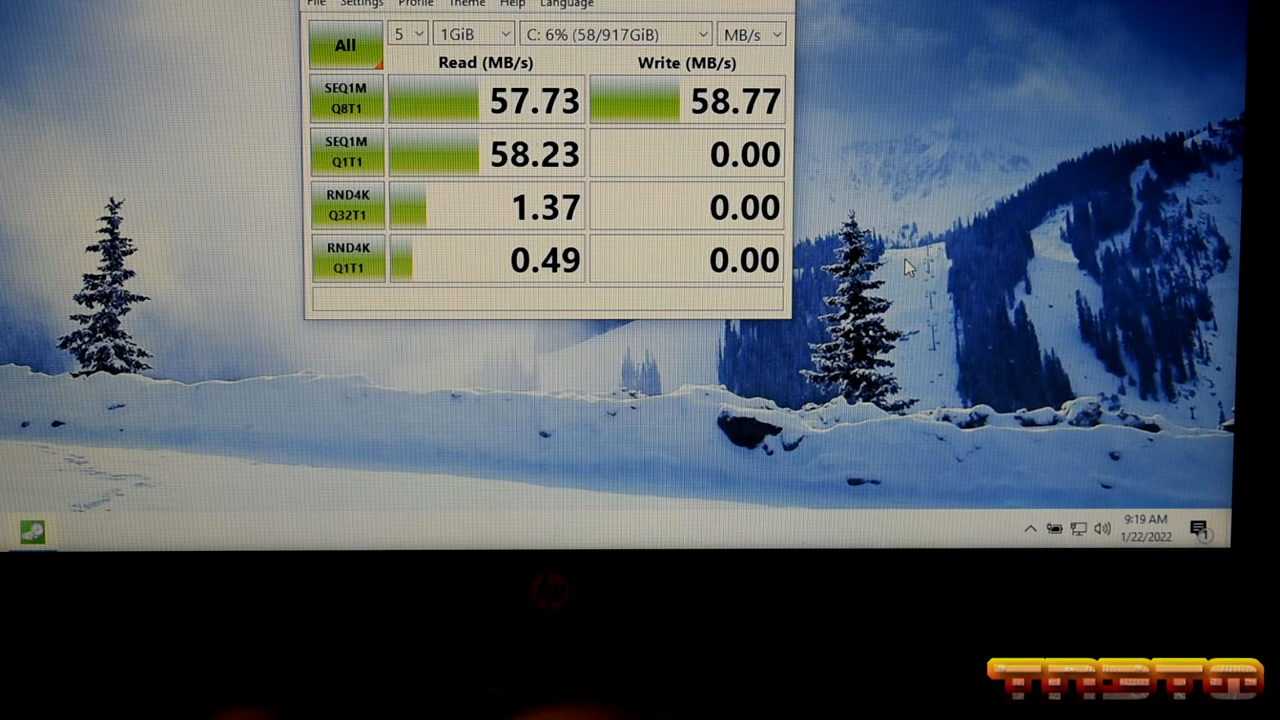 File Settings Profile Theme Help Language
All 5 1GiB C: 6% (58/917GiB) MB/s
Read (MB/s) Write (MB/s)
SEQ1M
Q8T1
57.73 58.77
SEQ1M
Q1T1
58.23 0.00
RND4K
Q32T1
1.37 0.00
RND4K
Q1T1
0.49 0.00
9:19 AM
1/22/2022
1
hp